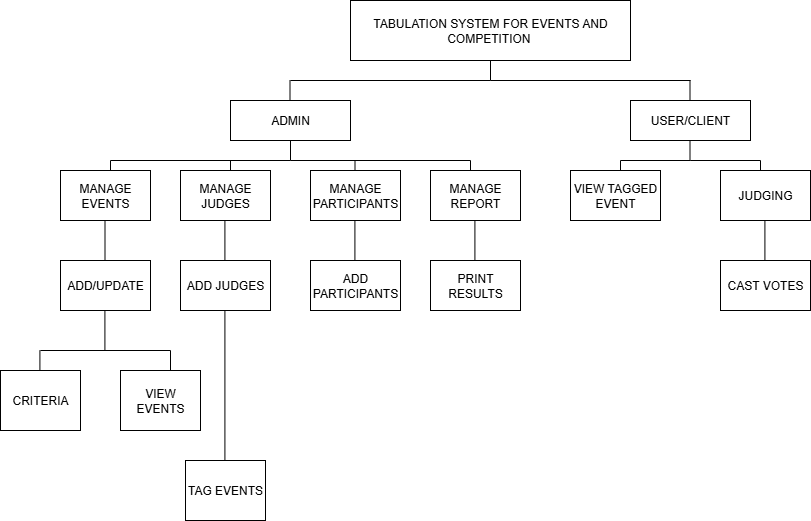 TABULATION SYSTEM FOR EVENTS AND
COMPETITION
ADMIN
USER/CLIENT
MANAGE
EVENTS
MANAGE
JUDGES
MANAGE
PARTICIPANTS
MANAGE
REPORT
VIEW TAGGED
EVENT
JUDGING
ADD/UPDATE
ADD JUDGES
ADD
PARTICIPANTS
PRINT
RESULTS
CAST VOTES
CRITERIA
VIEW
EVENTS
TAG EVENTS